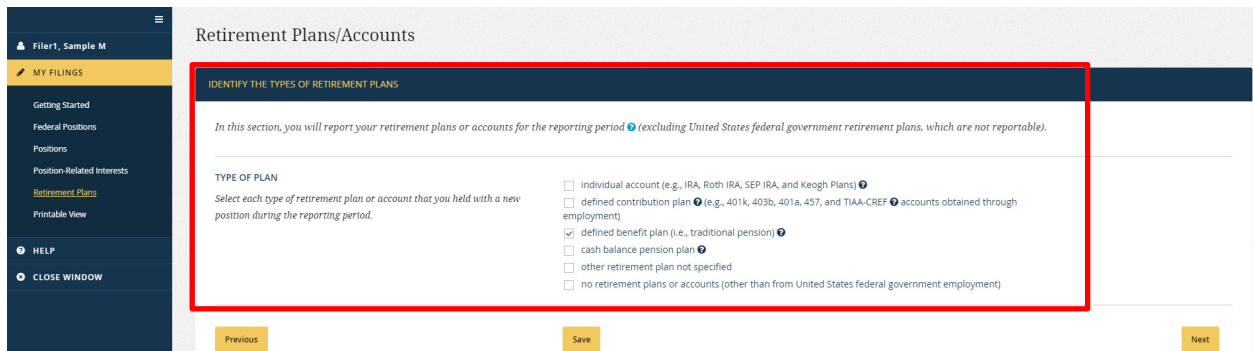 Filer1, Sample M
MY FILINGS
Getting Started
Federal Positions
Positions
Position-Related Interests
Retirement Plans
Printable View
HELP
CLOSE WINDOW
Retirement Plans/Accounts
IDENTIFY THE TYPES OF RETIREMENT PLANS
In this section, you will report your retirement plans or accounts for the reporting period (excluding United States federal government retirement plans, which are not reportable).
TYPE OF PLAN
Select each type of retirement plan or account that you held with a new
position during the reporting period.
individual account (e.g., IRA, Roth IRA, SEP IRA, and Keogh Plans)
defined contribution plan (e.g., 401k, 403b, 401a, 457, and TIAA-CREF accounts obtained through
employment)
defined benefit plan (i.e., traditional pension)
cash balance pension plan
other retirement plan not specified
no retirement plans or accounts (other than from United States federal government employment)
Previous
Save
Next